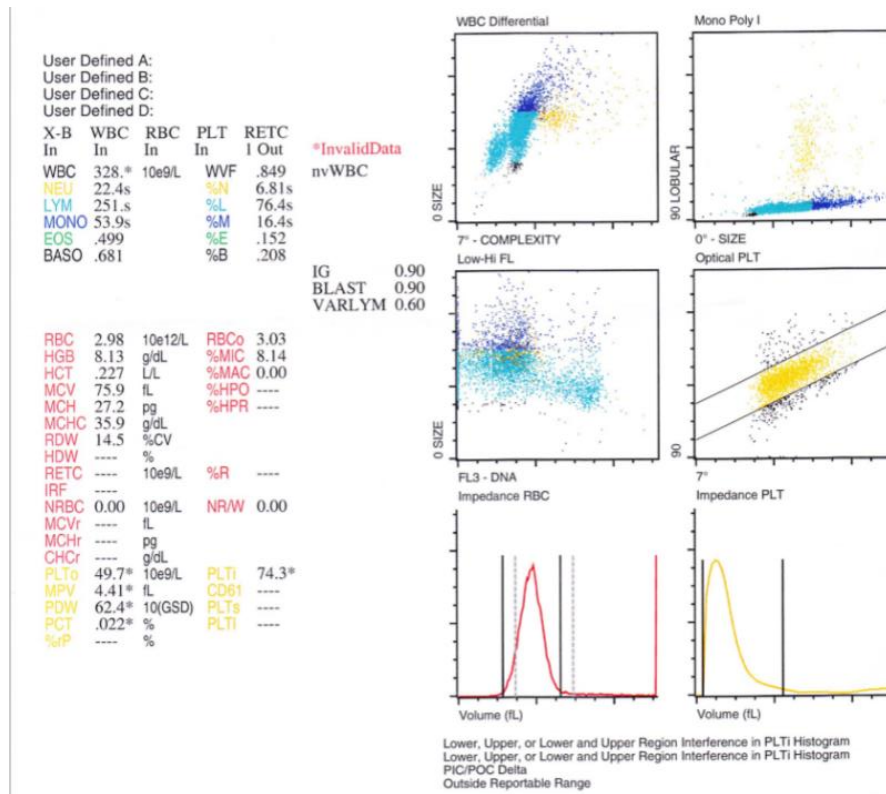 User Defined A:
User Defined B:
User Defined C:
User Defined D:
X-B WBC RBC PLT RETC
In In In In 1 Out
*InvalidData
WBC 328.* 10e9/L WVF .849
nvWBC
NEU 22.4s %N 6.81s
LYM 251.s %L 76.4s
MONO 53.9s %M 16.4s
EOS .499 %E .152
BASO .681 %B .208
IG 0.90
BLAST 0.90
VARLYM 0.60
RBC 2.98 10e12/L RBCo 3.03
HGB 8.13 g/dL %MIC 8.14
HCT .227 L/L %MAC 0.00
MCV 75.9 fL %HPO ----
MCH 27.2 pg %HPR ----
MCHC 35.9 g/dL
RDW 14.5 %CV
HDW ---- %
RETC ---- 10e9/L %R ----
IRF ----
NRBC 0.00 10e9/L NR/W 0.00
MCVr ---- fL
MCHr ---- pg
CHCr ---- g/dL
PLTo 49.7* 10e9/L PLTi 74.3*
MPV 4.41* fL CD61 ----
PDW 62.4* 10(GSD) PLTs ----
PCT .022* % PLTl ----
%rP ---- %
WBC Differential
0 SIZE
7° - COMPLEXITY
Mono Poly I
90 LOBULAR
0° - SIZE
Low-Hi FL
0 SIZE
FL3 - DNA
Optical PLT
90
7°
Impedance RBC
Volume (fL)
Impedance PLT
Volume (fL)
Lower, Upper, or Lower and Upper Region Interference in PLTi Histogram
Lower, Upper, or Lower and Upper Region Interference in PLTi Histogram
PIC/POC Delta
Outside Reportable Range